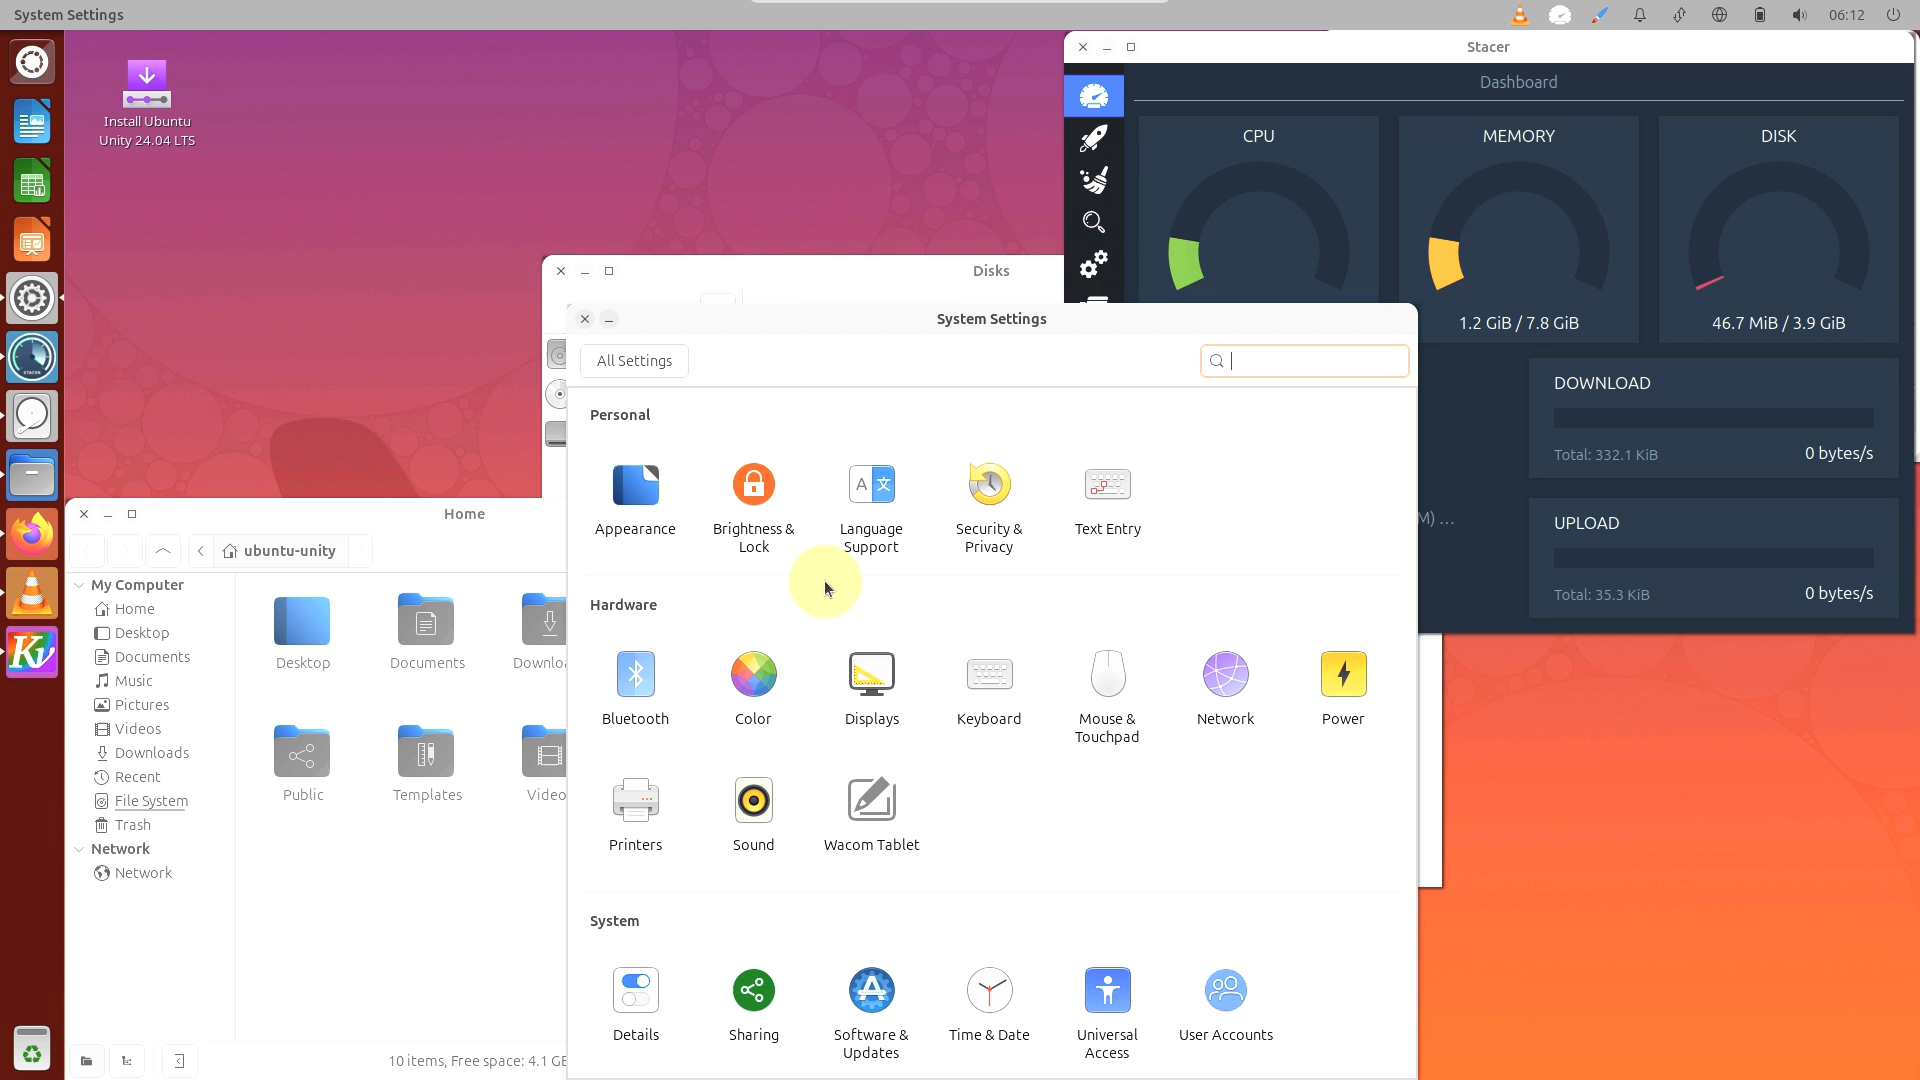 System Settings
06:12
Install Ubuntu
Unity 24.04 LTS
Stacer
Dashboard
CPU
MEMORY
DISK
1.2 GiB / 7.8 GiB
46.7 MiB / 3.9 GiB
DOWNLOAD
Total: 332.1 KiB
0 bytes/s
M) ...
UPLOAD
Total: 35.3 KiB
0 bytes/s
Disks
System Settings
All Settings
Personal
Appearance
Brightness &
Lock
Language
Support
Security &
Privacy
Text Entry
Hardware
Bluetooth
Color
Displays
Keyboard
Mouse &
Touchpad
Network
Power
Printers
Sound
Wacom Tablet
System
Details
Sharing
Software &
Updates
Time & Date
Universal
Access
User Accounts
Home
ubuntu-unity
My Computer
Home
Desktop
Documents
Music
Pictures
Videos
Downloads
Recent
File System
Trash
Network
Network
Desktop
Documents
Downloa
Public
Templates
Video
10 items, Free space: 4.1 GB
STACER